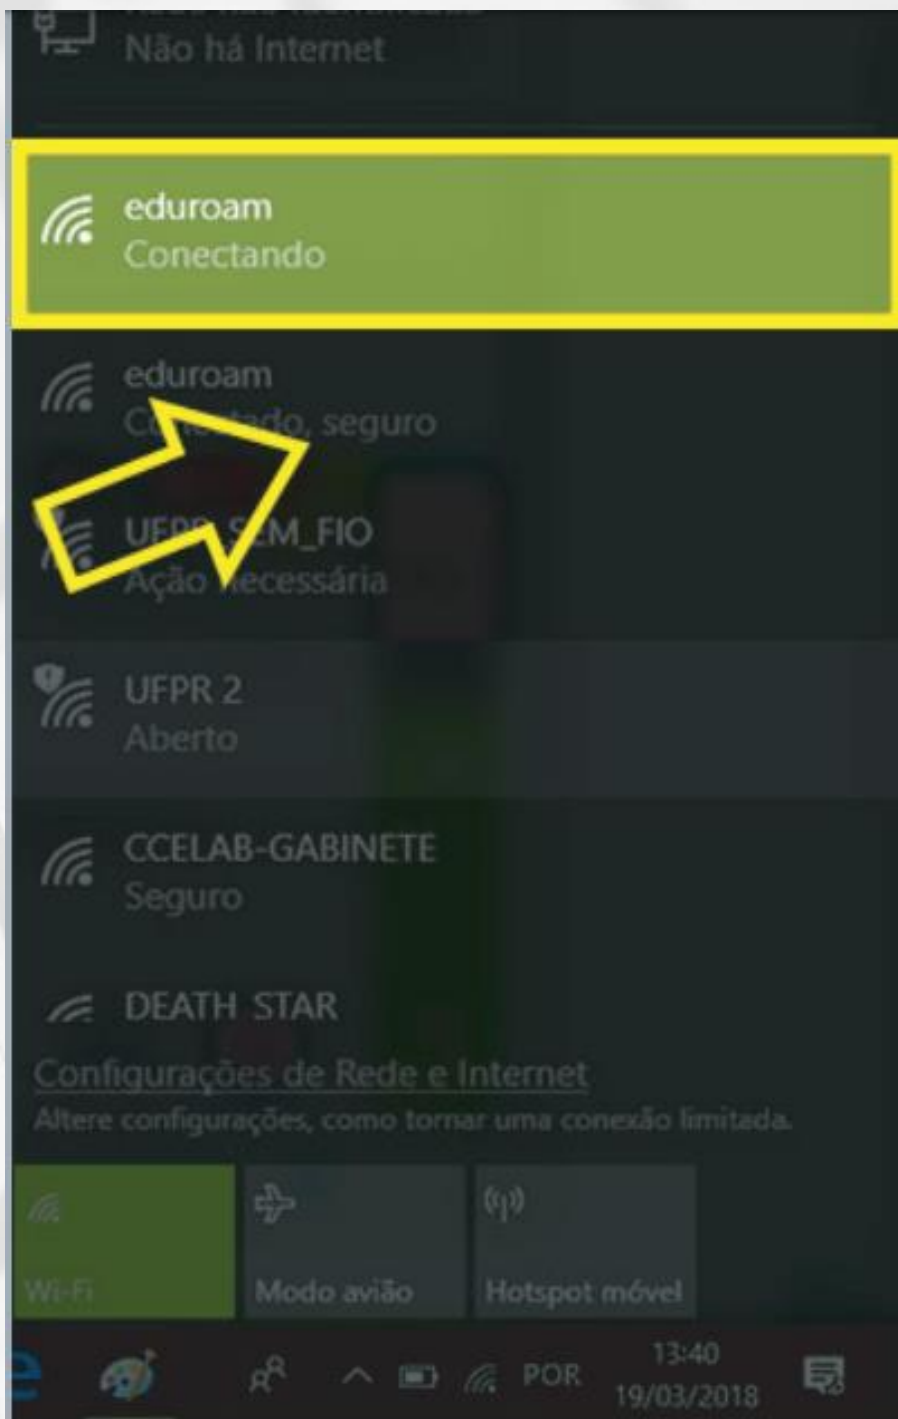 Não há Internet
eduroam
Conectando
eduroam
Conectado, seguro
UFPR_SEM_FIO
Ação necessária
UFPR 2
Aberto
CCELAB-GABINETE
Seguro
DEATH STAR
Configurações de Rede e Internet
Altere configurações, como tornar uma conexão limitada.
Wi-Fi
Modo avião
Hotspot móvel
POR
13:40
19/03/2018